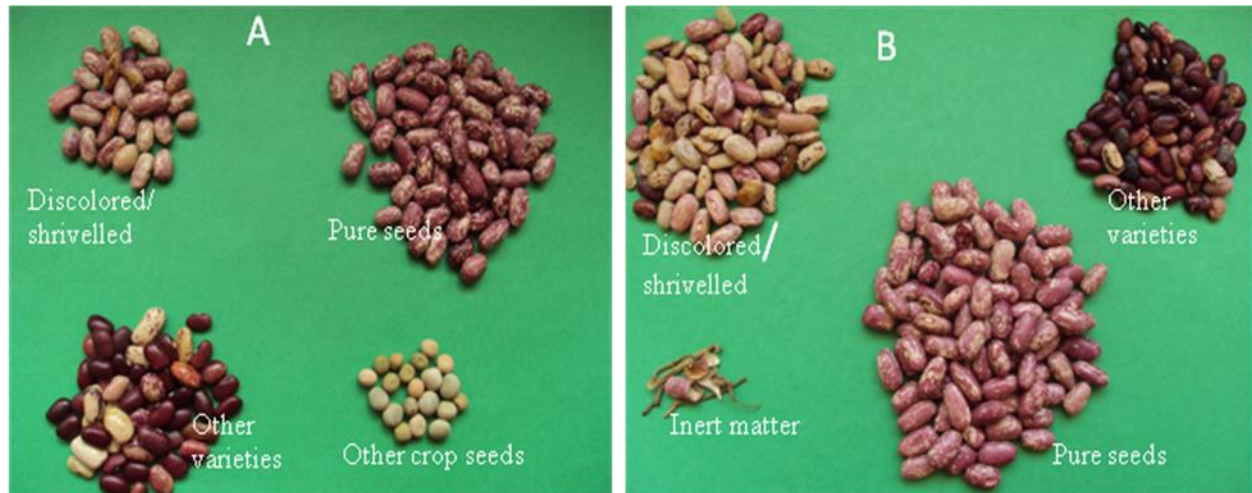 A
Discolored/
shrivelled
Pure seeds
Other
varieties
Other crop seeds
B
Discolored/
shrivelled
Other
varieties
Inert matter
Pure seeds